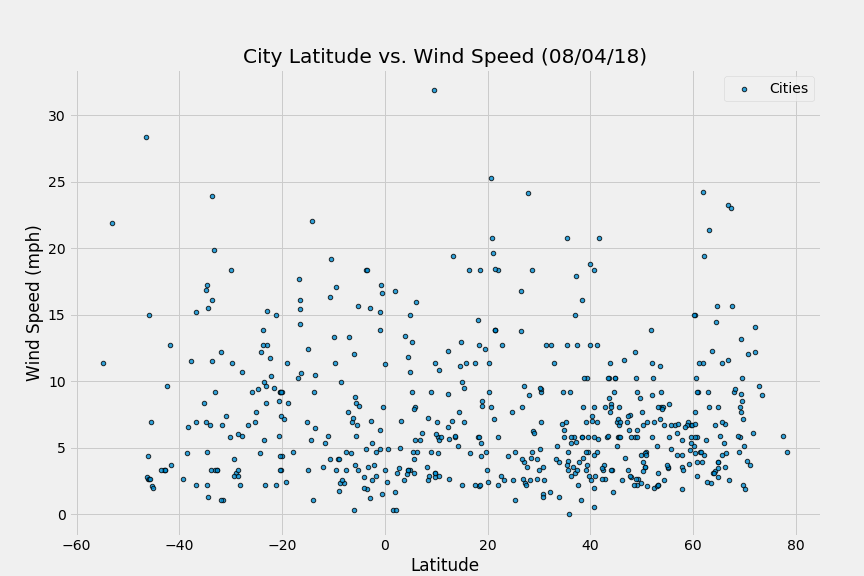 City Latitude vs. Wind Speed (08/04/18)
Cities
Wind Speed (mph)
30
25
20
15
10
5
0
−60 −40 −20 0 20 40 60 80
Latitude